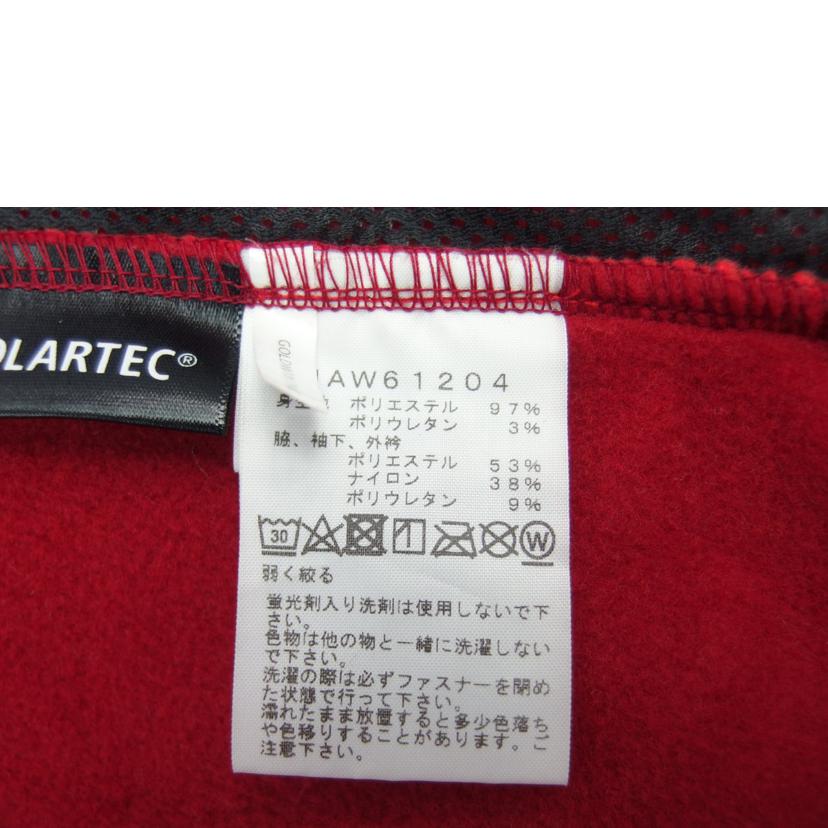 OLARTEC®
GOLDWIN
AW61204
身生地 ポリエステル 97%
ポリウレタン 3%
脇、袖下、外衿
ポリエステル 53%
ナイロン 38%
ポリウレタン 9%
30 W
弱く絞る
蛍光剤入り洗剤は使用しないで下
さい。
色物は他の物と一緒に洗濯しない
で下さい。
洗濯の際は必ずファスナーを閉め
た状態で行って下さい。
濡れたまま放置すると多少色落ち
や色移りすることがあります。ご
注意下さい。